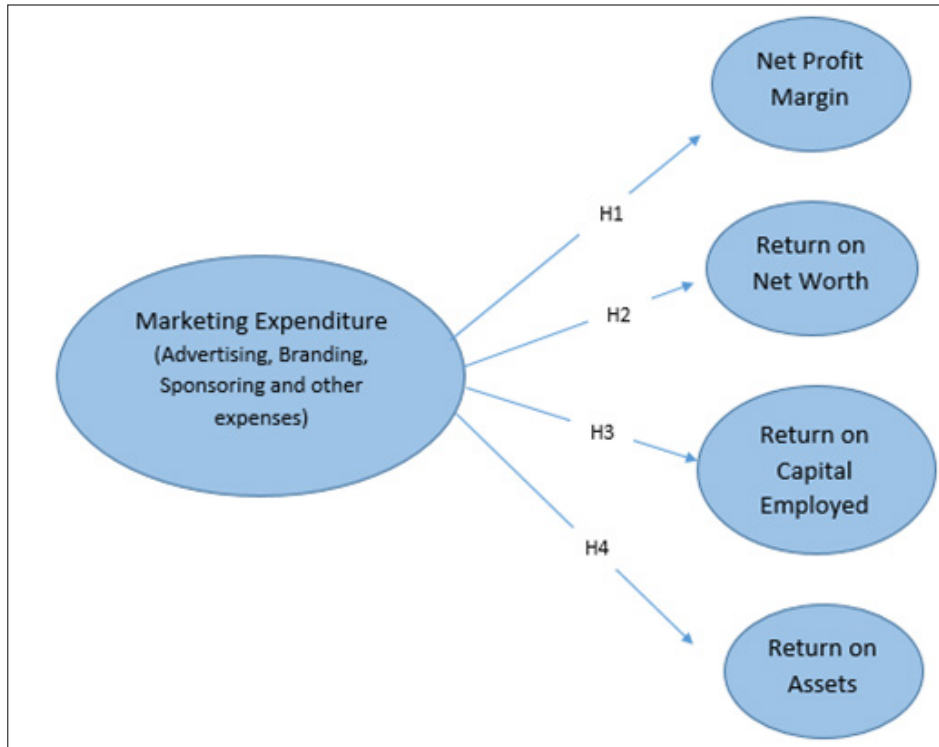 Net Profit
Margin
H1
Return on
Net Worth
H2
Marketing Expenditure
(Advertising, Branding,
Sponsoring and other
expenses)
H3
Return on
Capital
Employed
H4
Return on
Assets